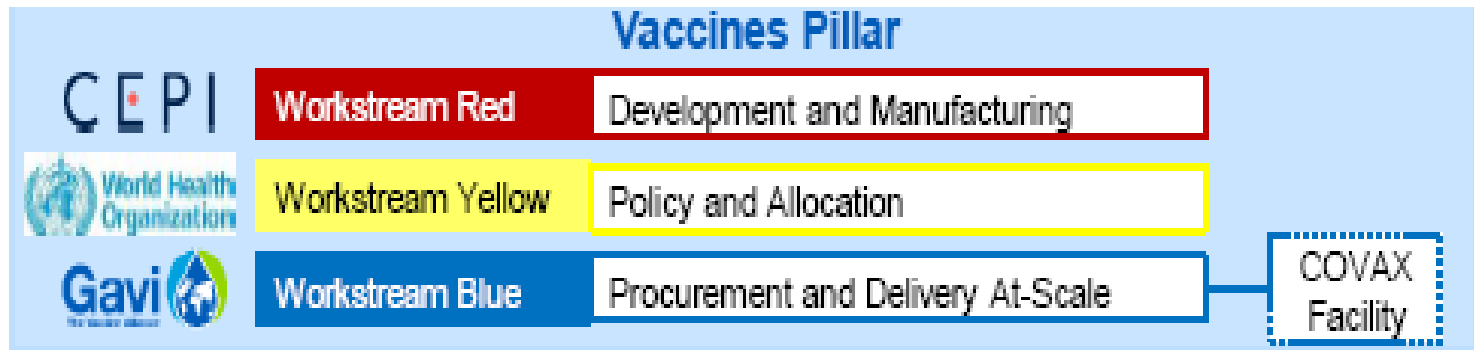 Vaccines Pillar
CEPI Workstream Red Development and Manufacturing
World Health
Organization
Workstream Yellow Policy and Allocation
Gavi
Workstream Blue Procurement and Delivery At-Scale
COVAX
Facility